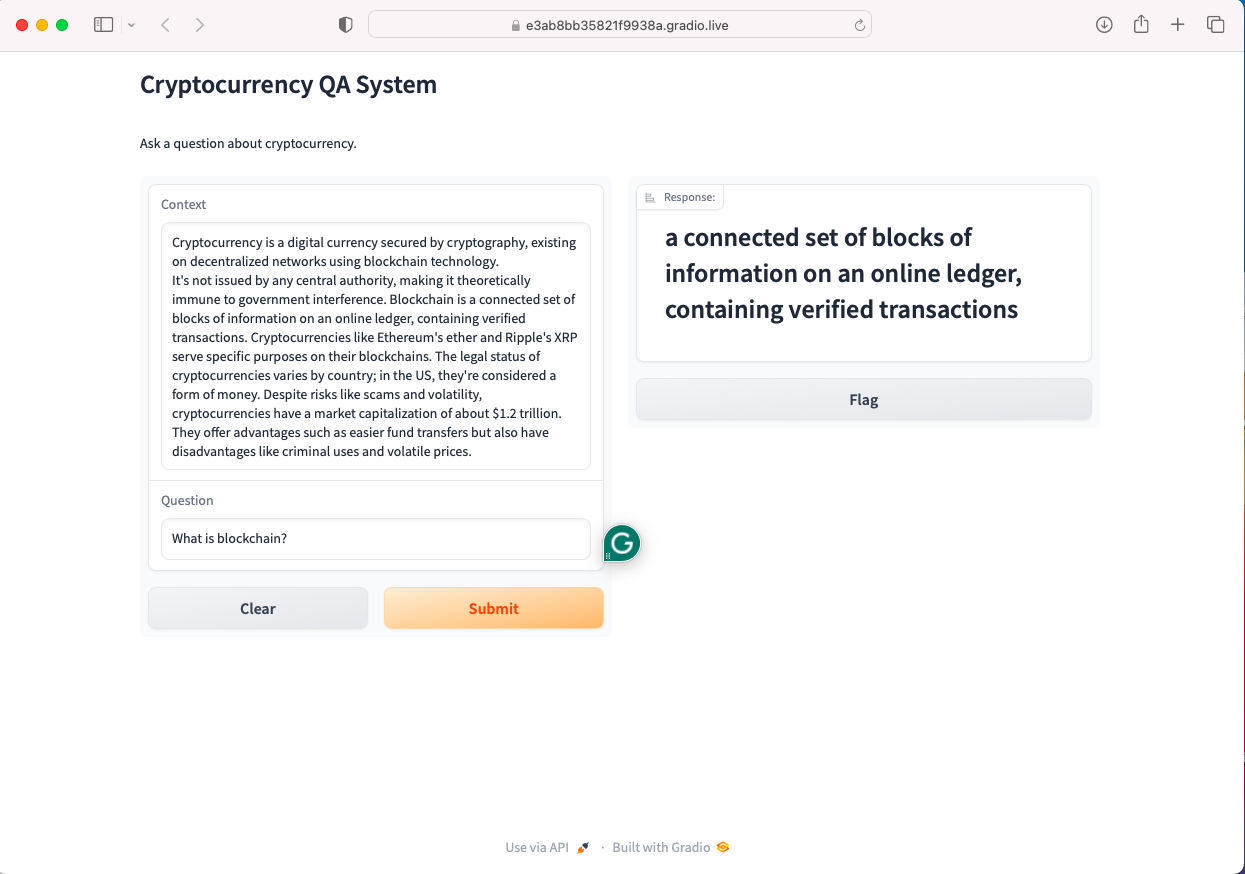 e3ab8bb35821f9938a.gradio.live
Cryptocurrency QA System
Ask a question about cryptocurrency.
Context
Cryptocurrency is a digital currency secured by cryptography, existing
on decentralized networks using blockchain technology.
It's not issued by any central authority, making it theoretically
immune to government interference. Blockchain is a connected set of
blocks of information on an online ledger, containing verified
transactions. Cryptocurrencies like Ethereum's ether and Ripple's XRP
serve specific purposes on their blockchains. The legal status of
cryptocurrencies varies by country; in the US, they're considered a
form of money. Despite risks like scams and volatility,
cryptocurrencies have a market capitalization of about $1.2 trillion.
They offer advantages such as easier fund transfers but also have
disadvantages like criminal uses and volatile prices.
Question
What is blockchain?
Clear
Submit
Response:
a connected set of blocks of
information on an online ledger,
containing verified transactions
Flag
G
Use via API · Built with Gradio